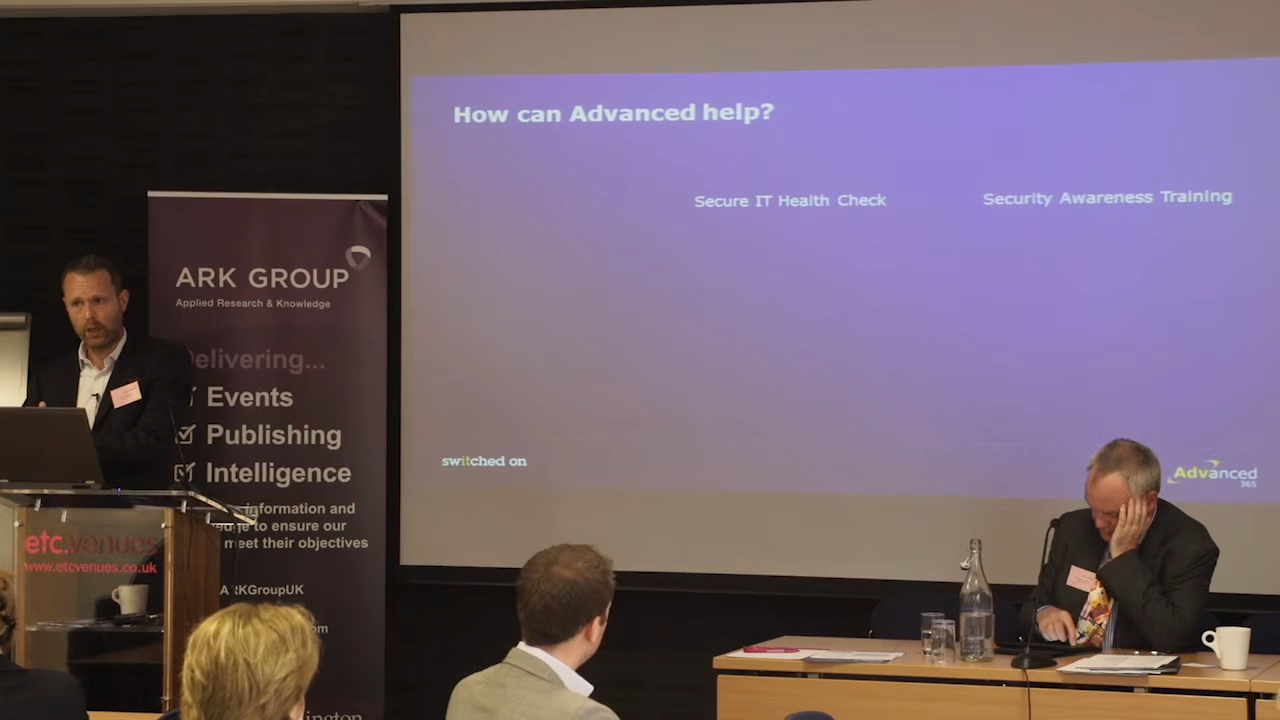 How can Advanced help?
Secure IT Health Check
Security Awareness Training
switched on
Advanced
365
ARK GROUP
Applied Research & Knowledge
Delivering...
Events
Publishing
Intelligence
information and
to ensure our
meet their objectives
ARKGroupUK
etc.venues
www.etcvenues.co.uk